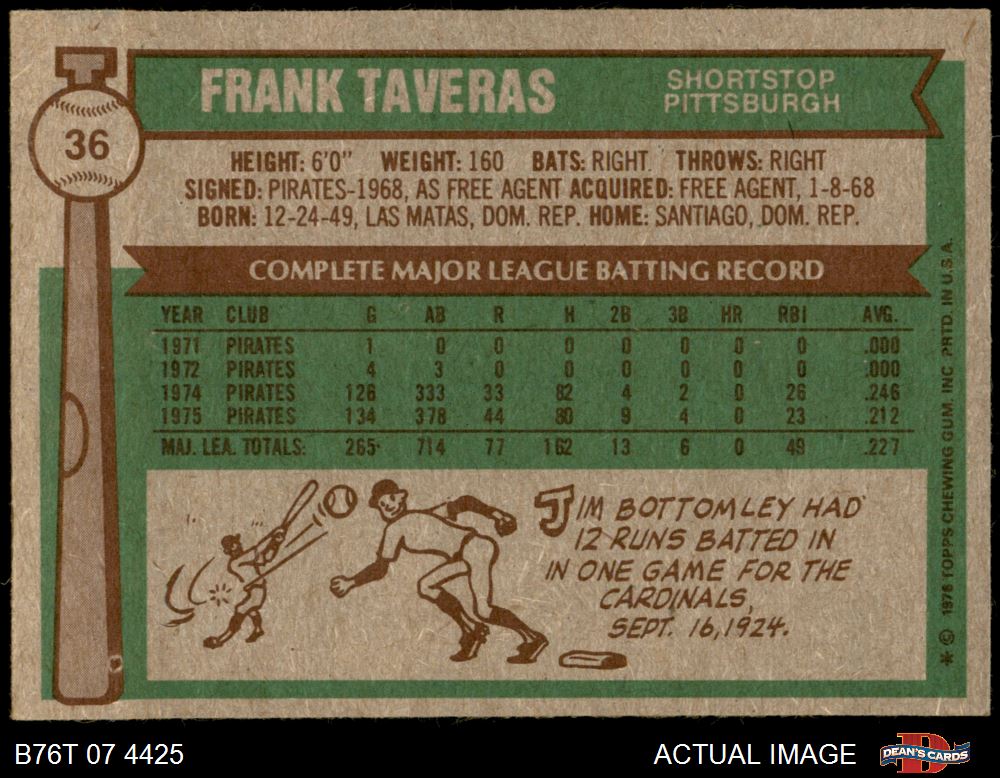 FRANK TAVERAS
SHORTSTOP
PITTSBURGH
36
HEIGHT: 6'0" WEIGHT: 160 BATS: RIGHT THROWS: RIGHT
SIGNED: PIRATES-1968, AS FREE AGENT ACQUIRED: FREE AGENT, 1-8-68
BORN: 12-24-49, LAS MATAS, DOM. REP. HOME: SANTIAGO, DOM. REP.
COMPLETE MAJOR LEAGUE BATTING RECORD
YEAR CLUB G AB R H 2B 3B HR RBI AVG.
1971 PIRATES 1 0 0 0 0 0 0 0 .000
1972 PIRATES 4 3 0 0 0 0 0 0 .000
1974 PIRATES 126 333 33 82 4 2 0 26 .246
1975 PIRATES 134 378 44 80 9 4 0 23 .212
MAJ. LEA. TOTALS: 265 714 77 162 13 6 0 49 .227
JIM BOTTOMLEY HAD
12 RUNS BATTED IN
IN ONE GAME FOR THE
CARDINALS,
SEPT. 16, 1924.
* © 1976 TOPPS CHEWING GUM, INC. PRTD. IN U.S.A.
B76T 07 4425
ACTUAL IMAGE
DEAN'S CARDS